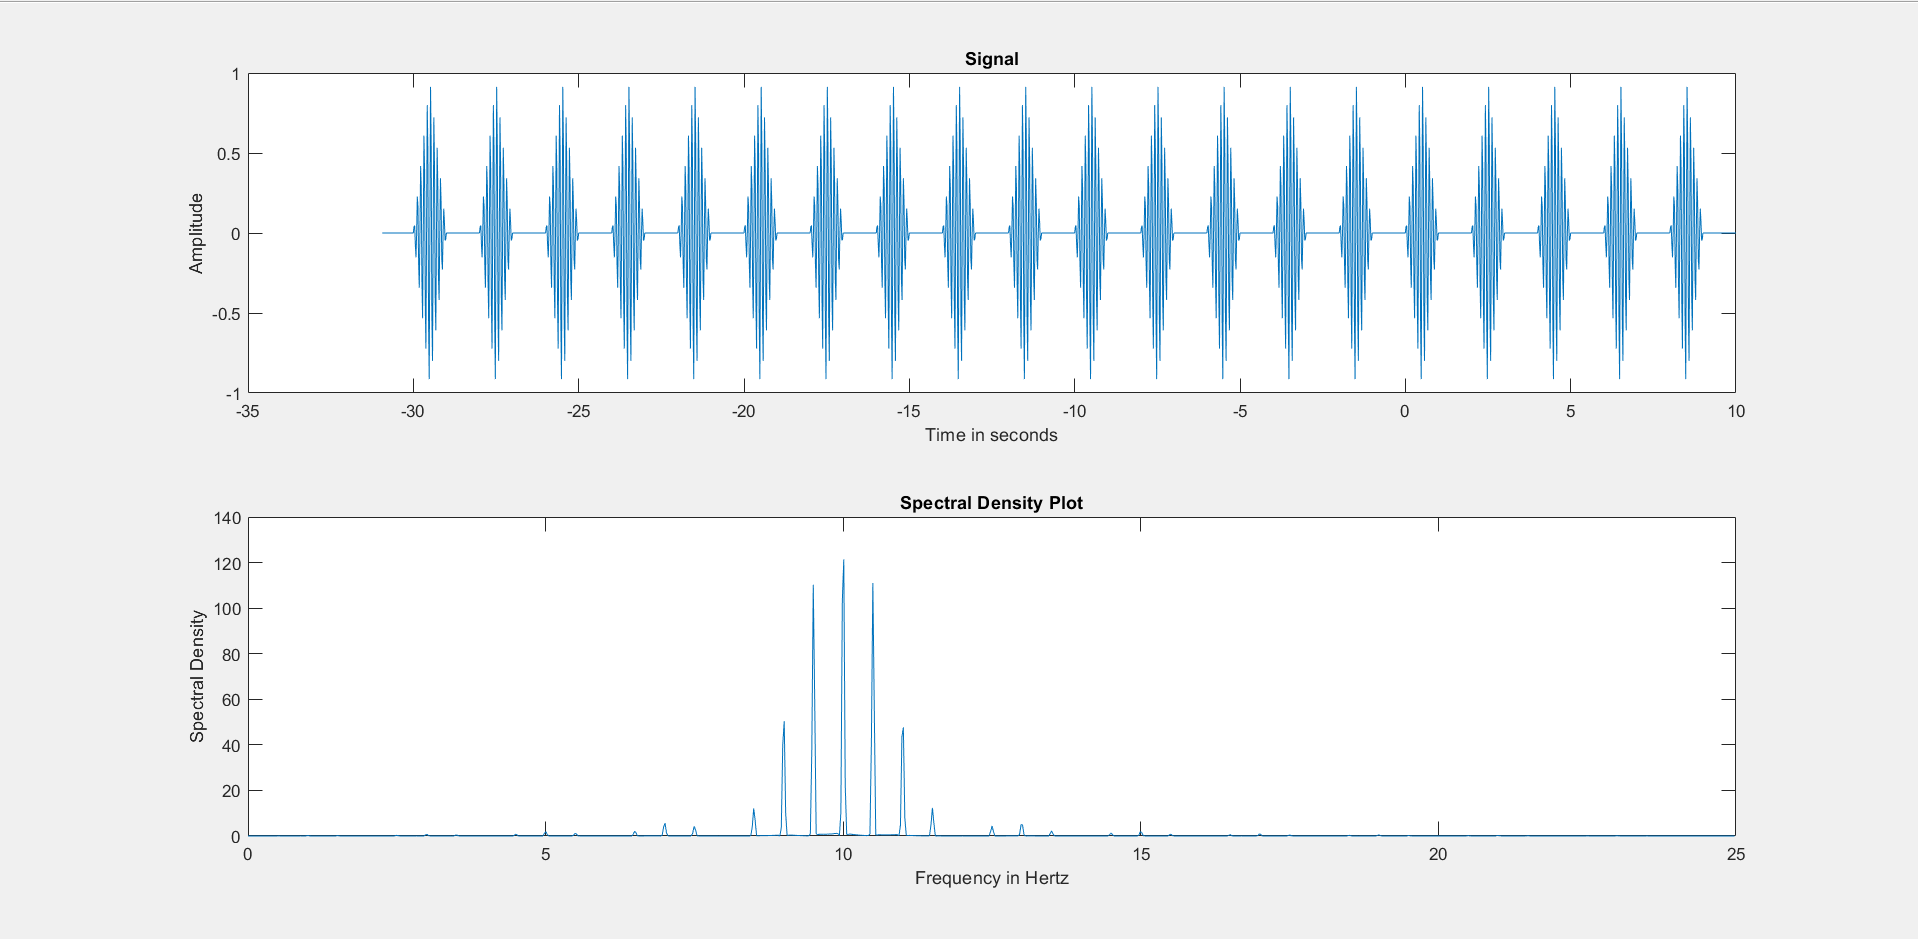 Signal
1
0.5
0
-0.5
-1
Amplitude
-35 -30 -25 -20 -15 -10 -5 0 5 10
Time in seconds
Spectral Density Plot
140
120
100
80
60
40
20
0
Spectral Density
0 5 10 15 20 25
Frequency in Hertz